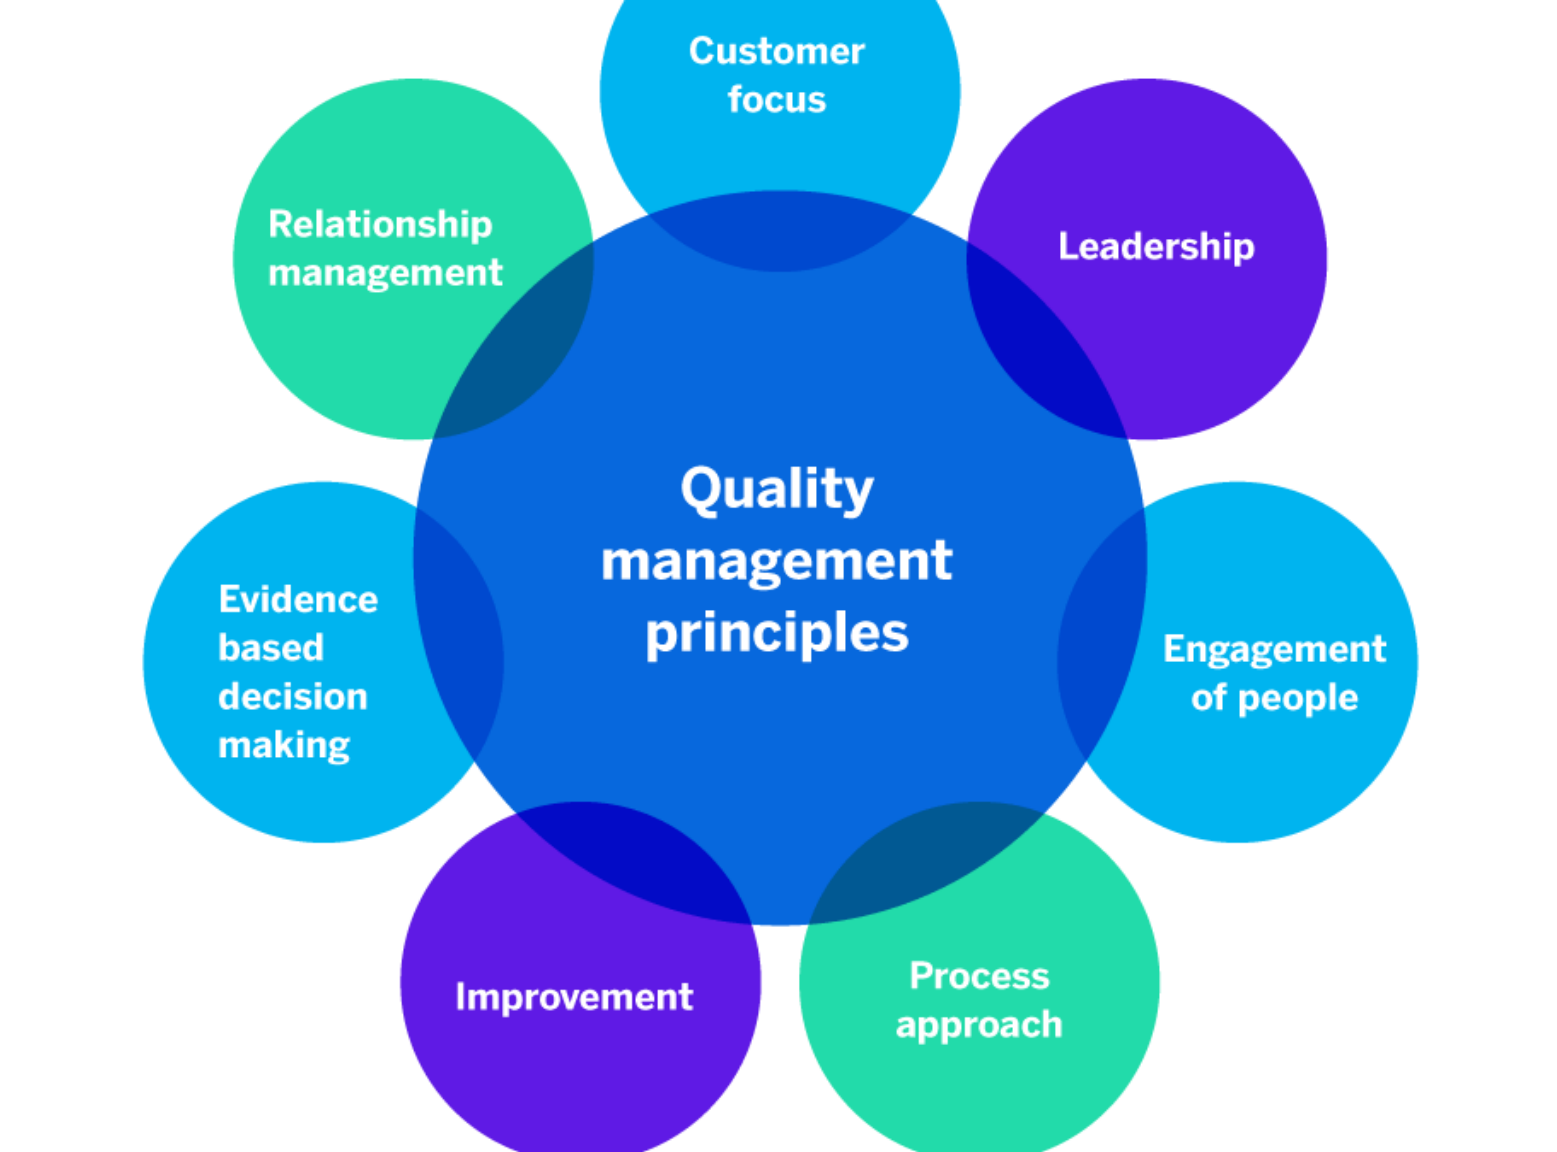 Customer
focus
Leadership
Engagement
of people
Process
approach
Improvement
Evidence
based
decision
making
Relationship
management
Quality
management
principles